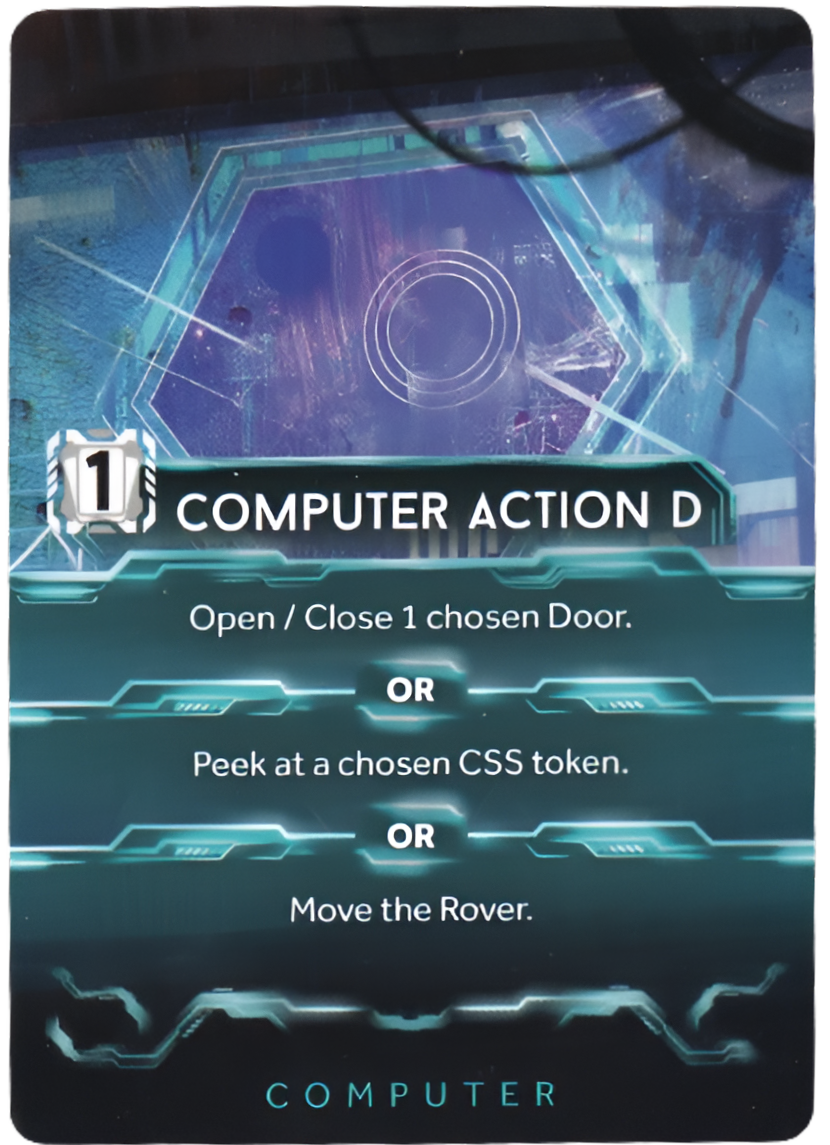 1
COMPUTER ACTION D
Open / Close 1 chosen Door.
OR
Peek at a chosen CSS token.
OR
Move the Rover.
COMPUTER